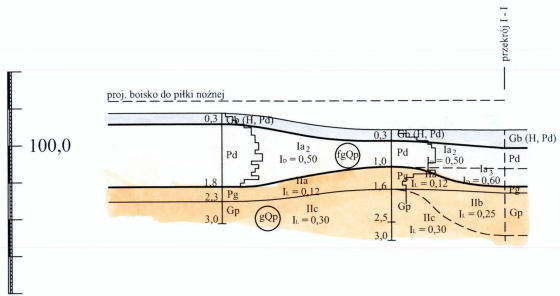 przekrój I - I
proj. boisko do piłki nożnej
100,0
0,3 Gb (H, Pd)
0,3 Gb (H, Pd)
Gb (H, Pd)
Pd
Ia2
ID = 0,50
fgQp
Pd
Ia2
ID = 0,50
Pd
1,0
Ia3
ID = 0,60
1,8
Pg
IIa
IL = 0,12
Pg
IIa
IL = 0,12
1,6
Pg
2,3
Gp
3,0
gQp
IIc
IL = 0,30
Gp
2,5
3,0
IIc
IL = 0,30
IIb
IL = 0,25
Gp